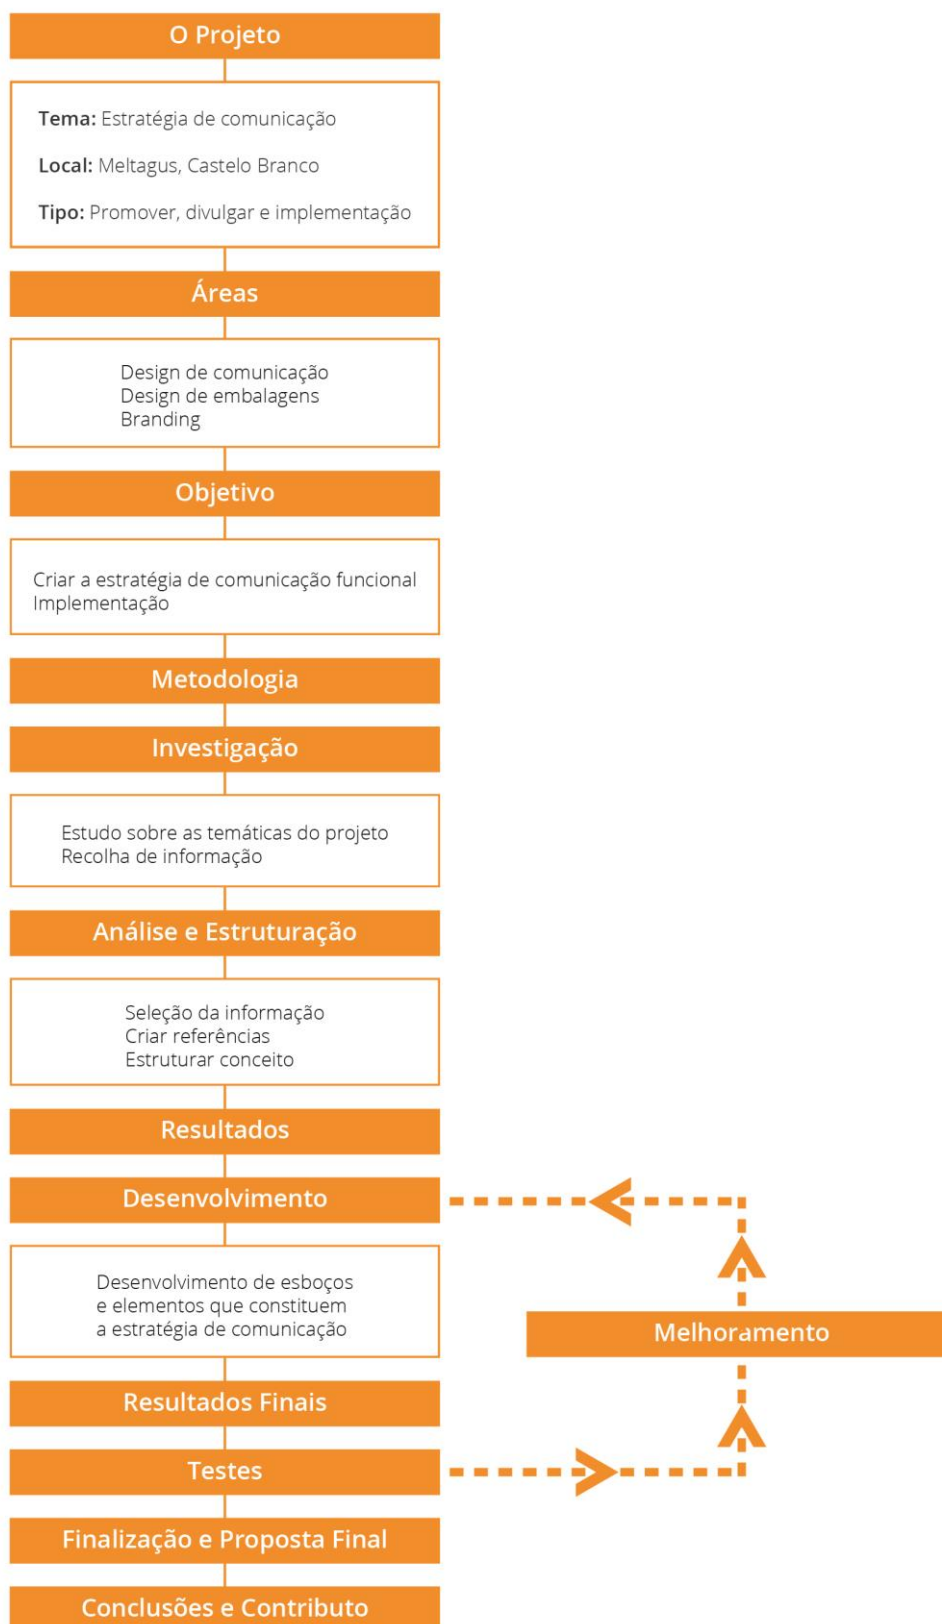 O Projeto
Tema: Estratégia de comunicação
Local: Meltagus, Castelo Branco
Tipo: Promover, divulgar e implementação
Áreas
Design de comunicação
Design de embalagens
Branding
Objetivo
Criar a estratégia de comunicação funcional
Implementação
Metodologia
Investigação
Estudo sobre as temáticas do projeto
Recolha de informação
Análise e Estruturação
Seleção da informação
Criar referências
Estruturar conceito
Resultados
Desenvolvimento
Desenvolvimento de esboços
e elementos que constituem
a estratégia de comunicação
Melhoramento
Resultados Finais
Testes
Finalização e Proposta Final
Conclusões e Contributo